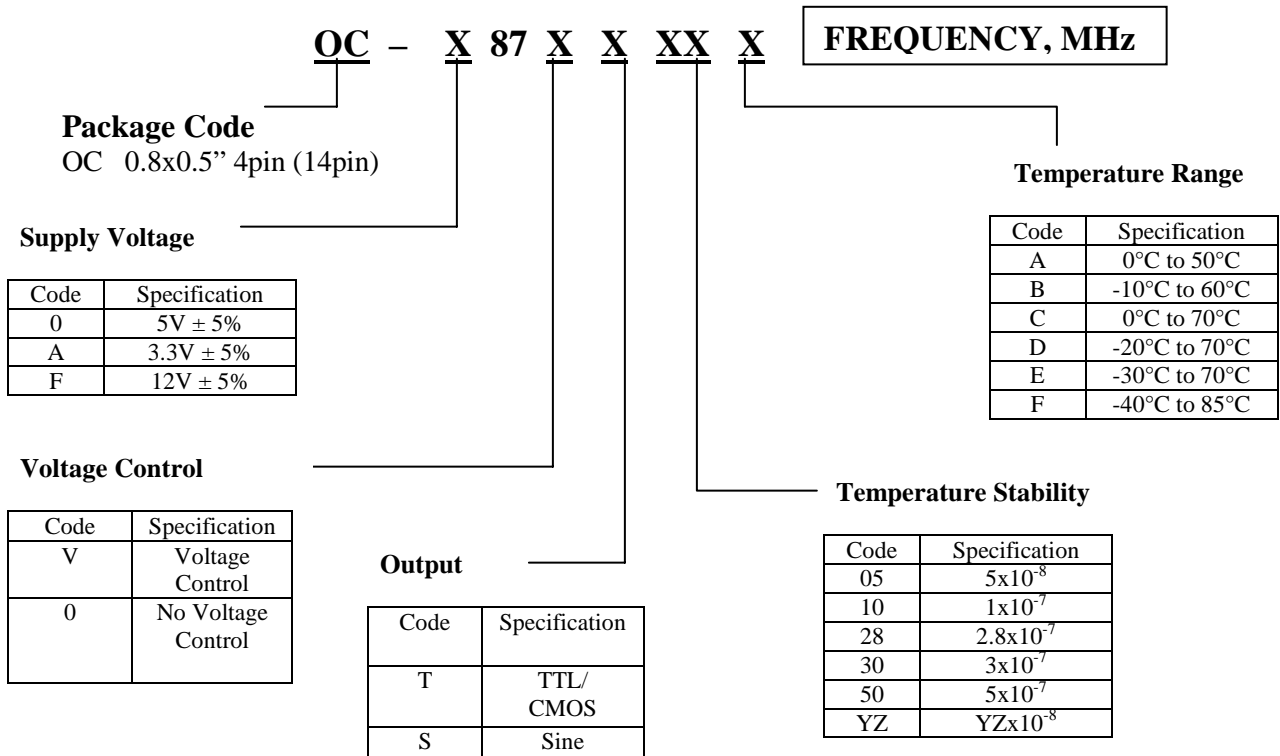 OC – X 87 X X XX X FREQUENCY, MHz
Package Code
OC 0.8x0.5” 4pin (14pin)
Supply Voltage
Code Specification
0 5V ± 5%
A 3.3V ± 5%
F 12V ± 5%
Temperature Range
Code Specification
A 0°C to 50°C
B -10°C to 60°C
C 0°C to 70°C
D -20°C to 70°C
E -30°C to 70°C
F -40°C to 85°C
Voltage Control
Code Specification
V Voltage
Control
0 No Voltage
Control
Output
Code Specification
T TTL/
CMOS
S Sine
Temperature Stability
Code Specification
05 5x10⁻⁸
10 1x10⁻⁷
28 2.8x10⁻⁷
30 3x10⁻⁷
50 5x10⁻⁷
YZ YZx10⁻⁸